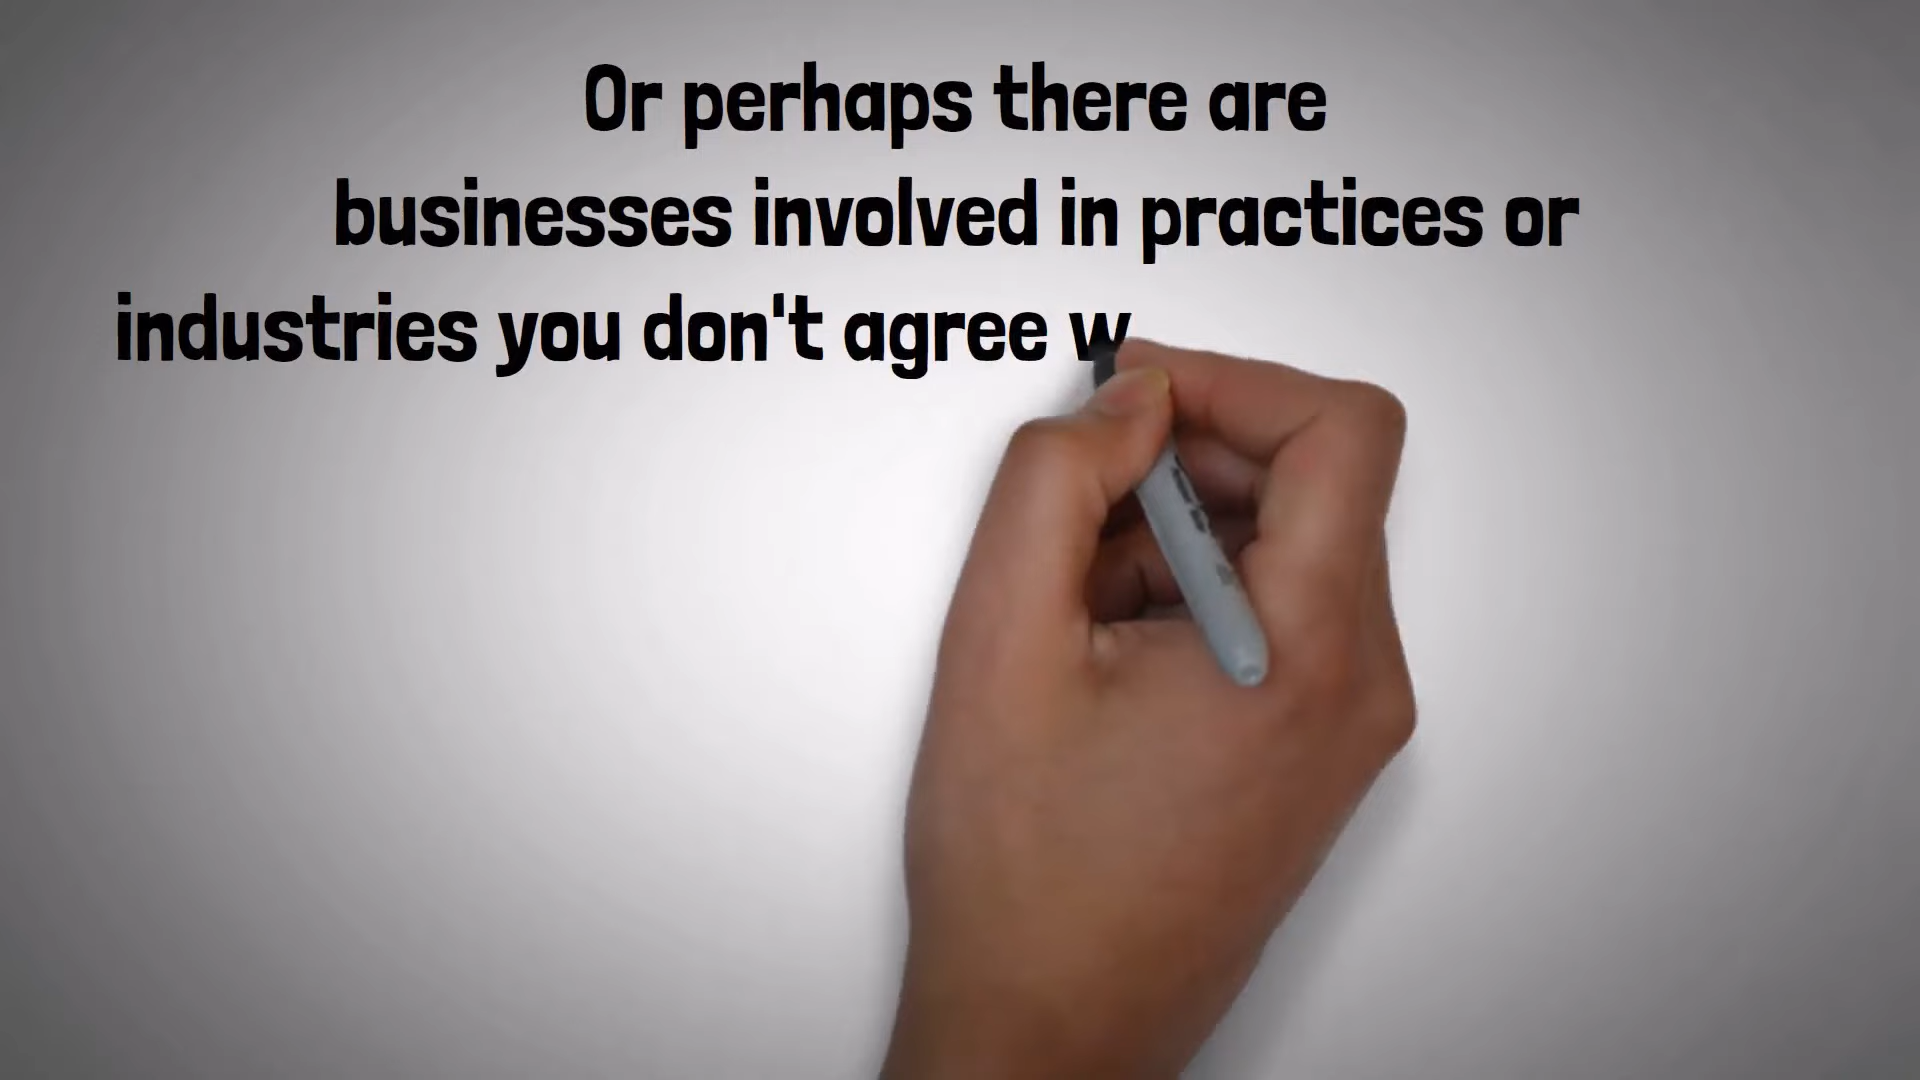 Or perhaps there are
businesses involved in practices or
industries you don't agree w